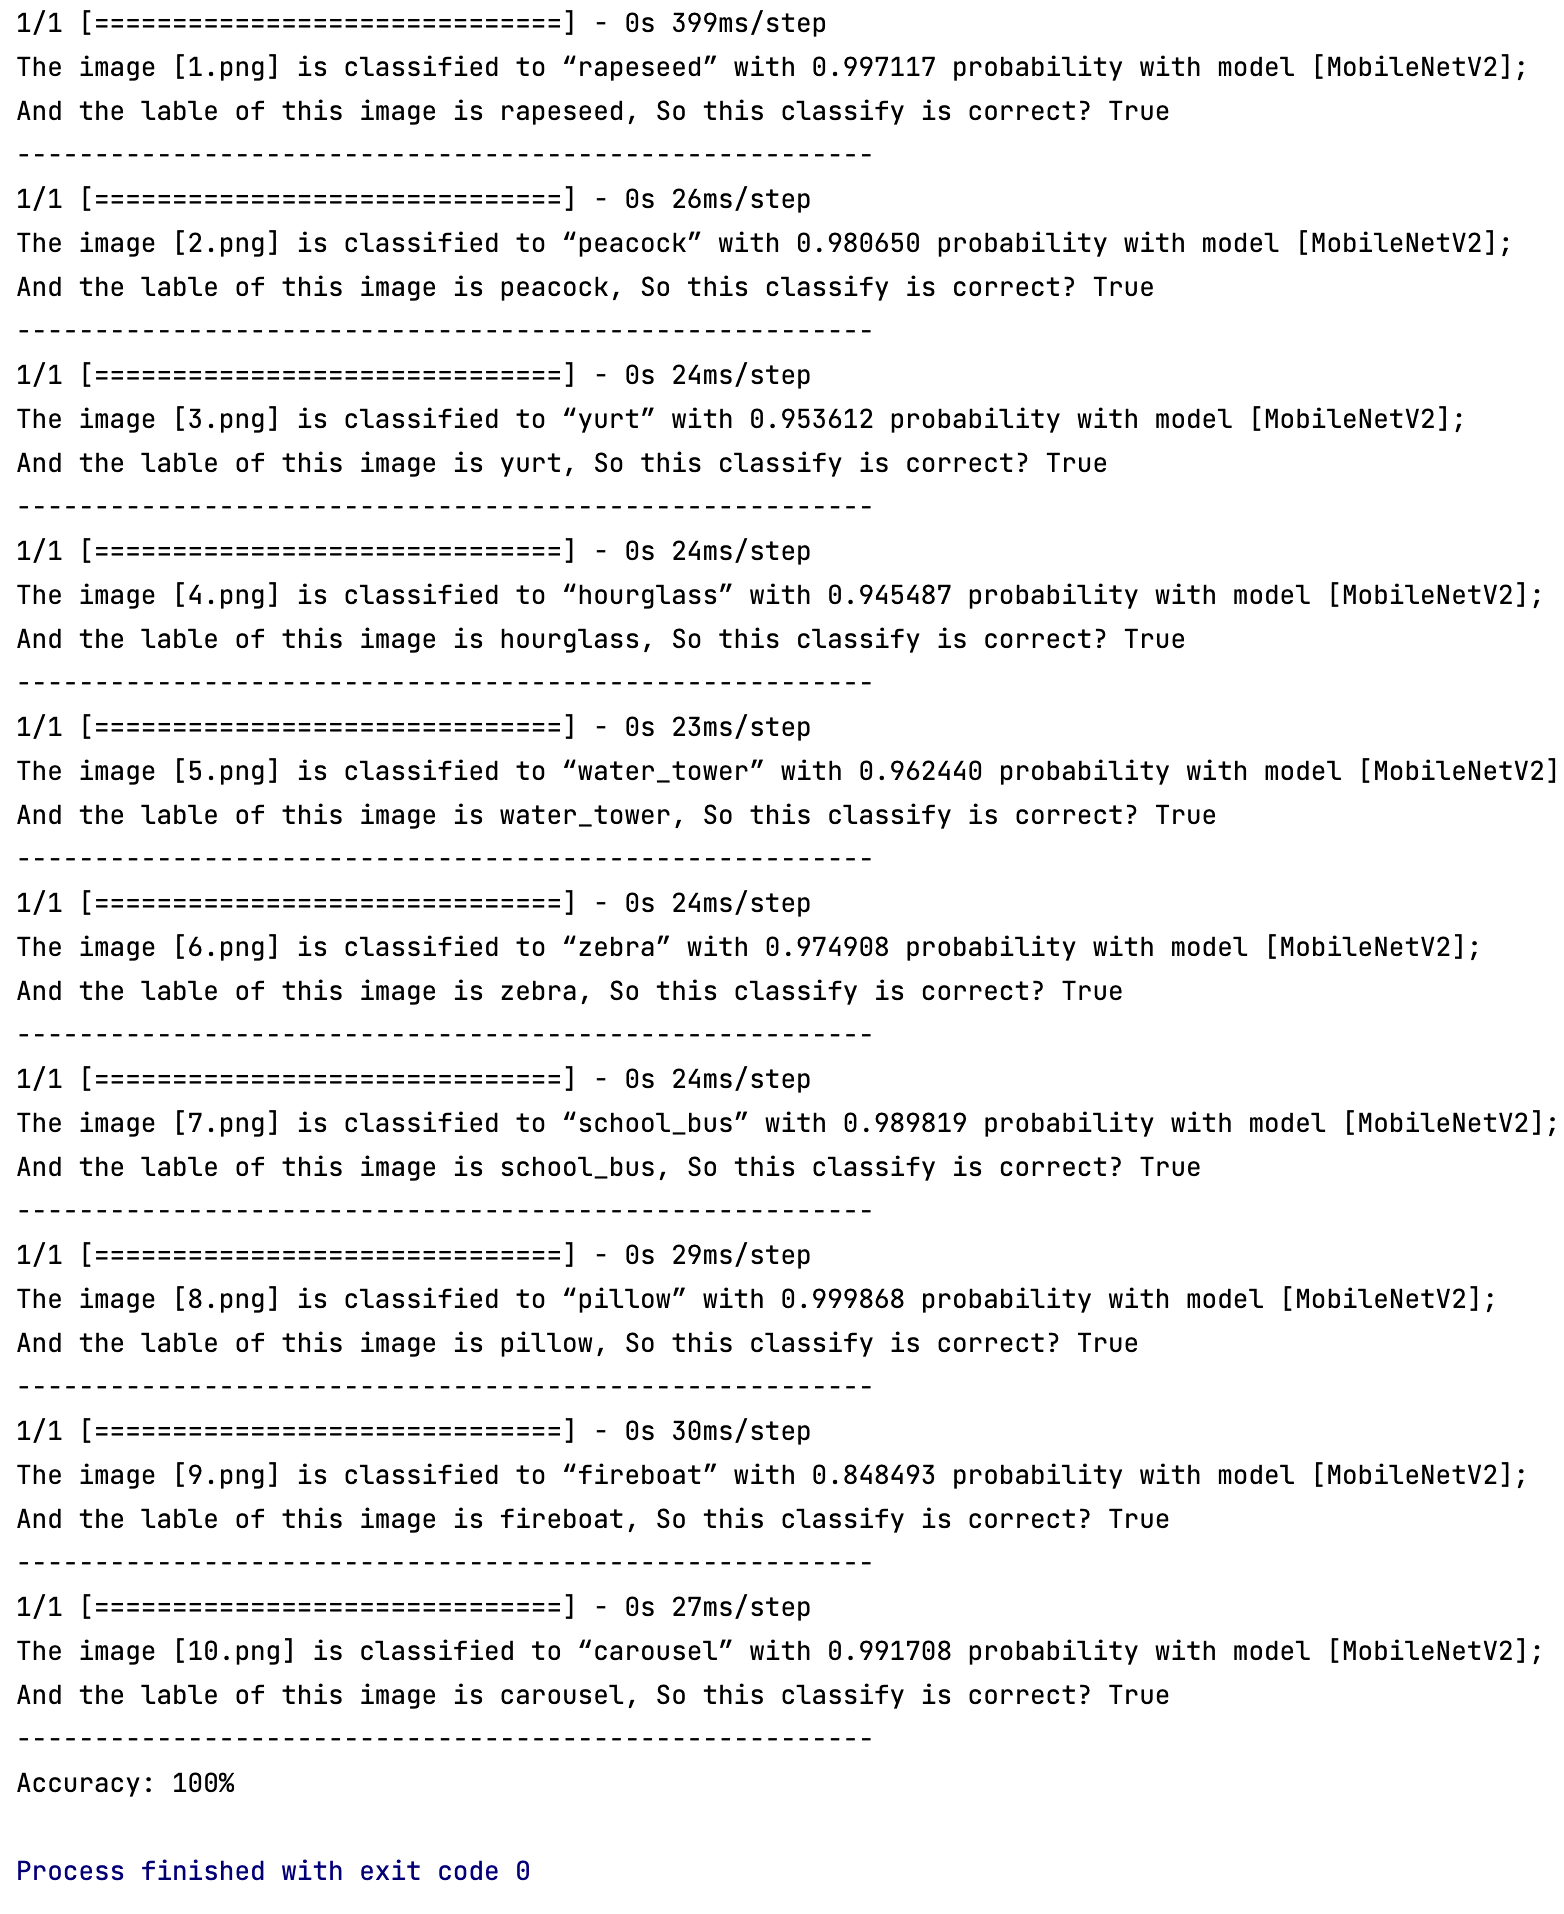 1/1 [==============================] - 0s 399ms/step
The image [1.png] is classified to “rapeseed” with 0.997117 probability with model [MobileNetV2];
And the lable of this image is rapeseed, So this classify is correct? True
-------------------------------------------------------
1/1 [==============================] - 0s 26ms/step
The image [2.png] is classified to “peacock” with 0.980650 probability with model [MobileNetV2];
And the lable of this image is peacock, So this classify is correct? True
-------------------------------------------------------
1/1 [==============================] - 0s 24ms/step
The image [3.png] is classified to “yurt” with 0.953612 probability with model [MobileNetV2];
And the lable of this image is yurt, So this classify is correct? True
-------------------------------------------------------
1/1 [==============================] - 0s 24ms/step
The image [4.png] is classified to “hourglass” with 0.945487 probability with model [MobileNetV2];
And the lable of this image is hourglass, So this classify is correct? True
-------------------------------------------------------
1/1 [==============================] - 0s 23ms/step
The image [5.png] is classified to “water_tower” with 0.962440 probability with model [MobileNetV2]
And the lable of this image is water_tower, So this classify is correct? True
-------------------------------------------------------
1/1 [==============================] - 0s 24ms/step
The image [6.png] is classified to “zebra” with 0.974908 probability with model [MobileNetV2];
And the lable of this image is zebra, So this classify is correct? True
-------------------------------------------------------
1/1 [==============================] - 0s 24ms/step
The image [7.png] is classified to “school_bus” with 0.989819 probability with model [MobileNetV2];
And the lable of this image is school_bus, So this classify is correct? True
-------------------------------------------------------
1/1 [==============================] - 0s 29ms/step
The image [8.png] is classified to “pillow” with 0.999868 probability with model [MobileNetV2];
And the lable of this image is pillow, So this classify is correct? True
-------------------------------------------------------
1/1 [==============================] - 0s 30ms/step
The image [9.png] is classified to “fireboat” with 0.848493 probability with model [MobileNetV2];
And the lable of this image is fireboat, So this classify is correct? True
-------------------------------------------------------
1/1 [==============================] - 0s 27ms/step
The image [10.png] is classified to “carousel” with 0.991708 probability with model [MobileNetV2];
And the lable of this image is carousel, So this classify is correct? True
-------------------------------------------------------
Accuracy: 100%
Process finished with exit code 0